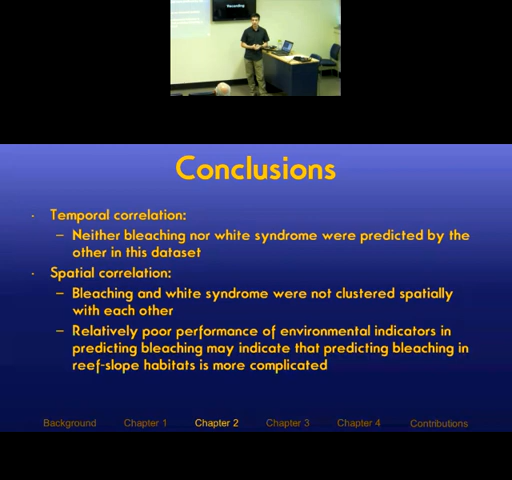 Recording
Conclusions
· Temporal correlation:
– Neither bleaching nor white syndrome were predicted by the
other in this dataset
· Spatial correlation:
– Bleaching and white syndrome were not clustered spatially
with each other
– Relatively poor performance of environmental indicators in
predicting bleaching may indicate that predicting bleaching in
reef-slope habitats is more complicated
Background Chapter 1 Chapter 2 Chapter 3 Chapter 4 Contributions